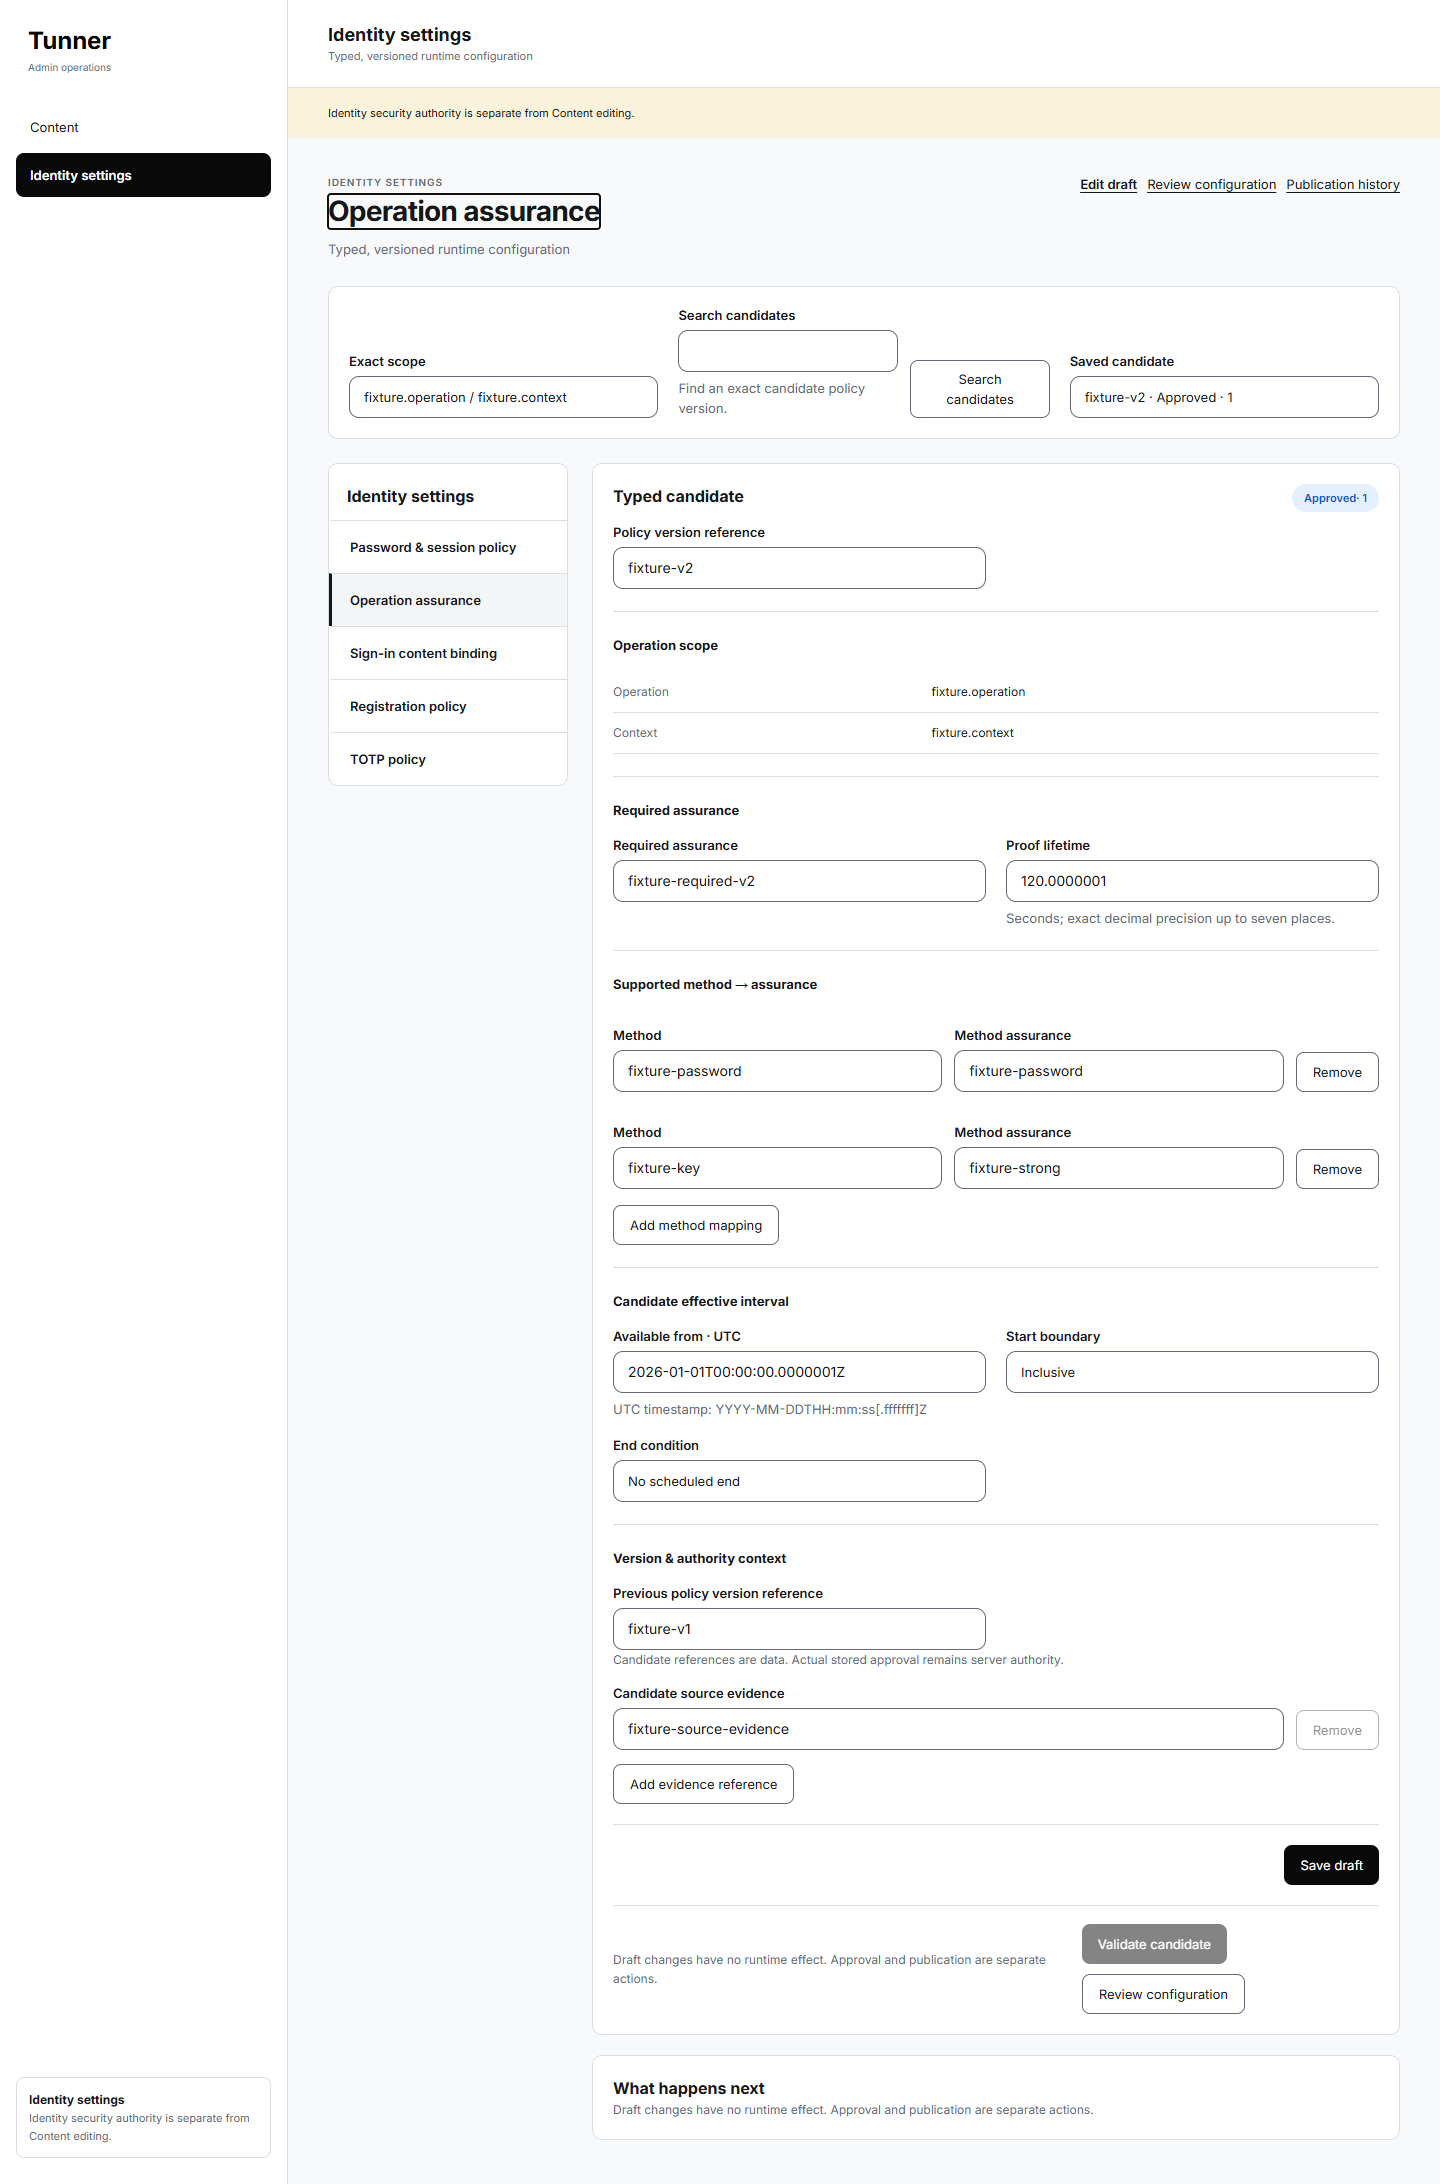 Tunner
Admin operations
Content
Identity settings
Identity settings
Identity security authority is separate from
Content editing.
Identity settings
Typed, versioned runtime configuration
Identity security authority is separate from Content editing.
IDENTITY SETTINGS
Operation assurance
Typed, versioned runtime configuration
Edit draft
Review configuration
Publication history
Exact scope
fixture.operation / fixture.context
Search candidates
Find an exact candidate policy
version.
Search
candidates
Saved candidate
fixture-v2 · Approved · 1
Identity settings
Password & session policy
Operation assurance
Sign-in content binding
Registration policy
TOTP policy
Typed candidate
Approved· 1
Policy version reference
fixture-v2
Operation scope
Operation
fixture.operation
Context
fixture.context
Required assurance
Required assurance
fixture-required-v2
Proof lifetime
120.0000001
Seconds; exact decimal precision up to seven places.
Supported method → assurance
Method
fixture-password
Method assurance
fixture-password
Remove
Method
fixture-key
Method assurance
fixture-strong
Remove
Add method mapping
Candidate effective interval
Available from · UTC
2026-01-01T00:00:00.0000001Z
UTC timestamp: YYYY-MM-DDTHH:mm:ss[.fffffff]Z
Start boundary
Inclusive
End condition
No scheduled end
Version & authority context
Previous policy version reference
fixture-v1
Candidate references are data. Actual stored approval remains server authority.
Candidate source evidence
fixture-source-evidence
Remove
Add evidence reference
Save draft
Draft changes have no runtime effect. Approval and publication are separate
actions.
Validate candidate
Review configuration
What happens next
Draft changes have no runtime effect. Approval and publication are separate actions.